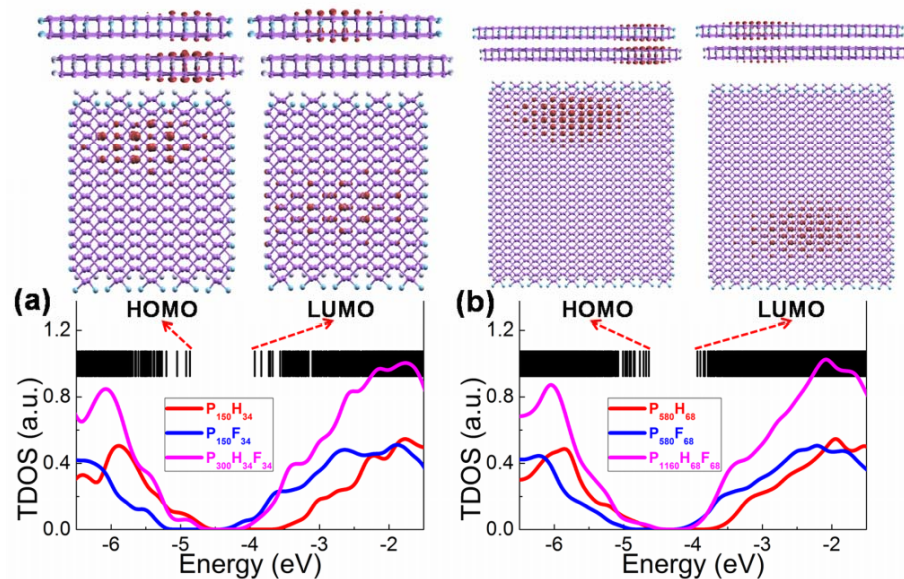 (a)
HOMO LUMO
1.2
0.8
0.4
0.0
TDOS (a.u.)
P₁₅₀H₃₄
P₁₅₀F₃₄
P₃₀₀H₃₄F₃₄
-6 -5 -4 -3 -2
Energy (eV)
(b)
HOMO LUMO
1.2
0.8
0.4
0.0
TDOS (a.u.)
P₅₈₀H₆₈
P₅₈₀F₆₈
P₁₁₆₀H₆₈F₆₈
-6 -5 -4 -3 -2
Energy (eV)